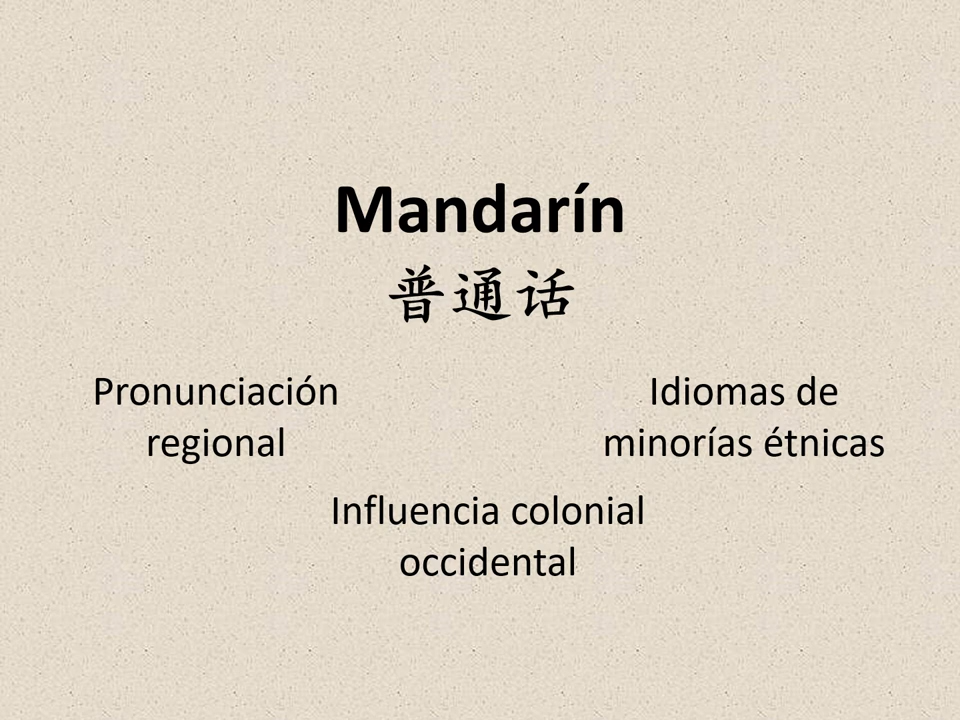 Mandarín
普通话
Pronunciación
regional
Idiomas de
minorías étnicas
Influencia colonial
occidental